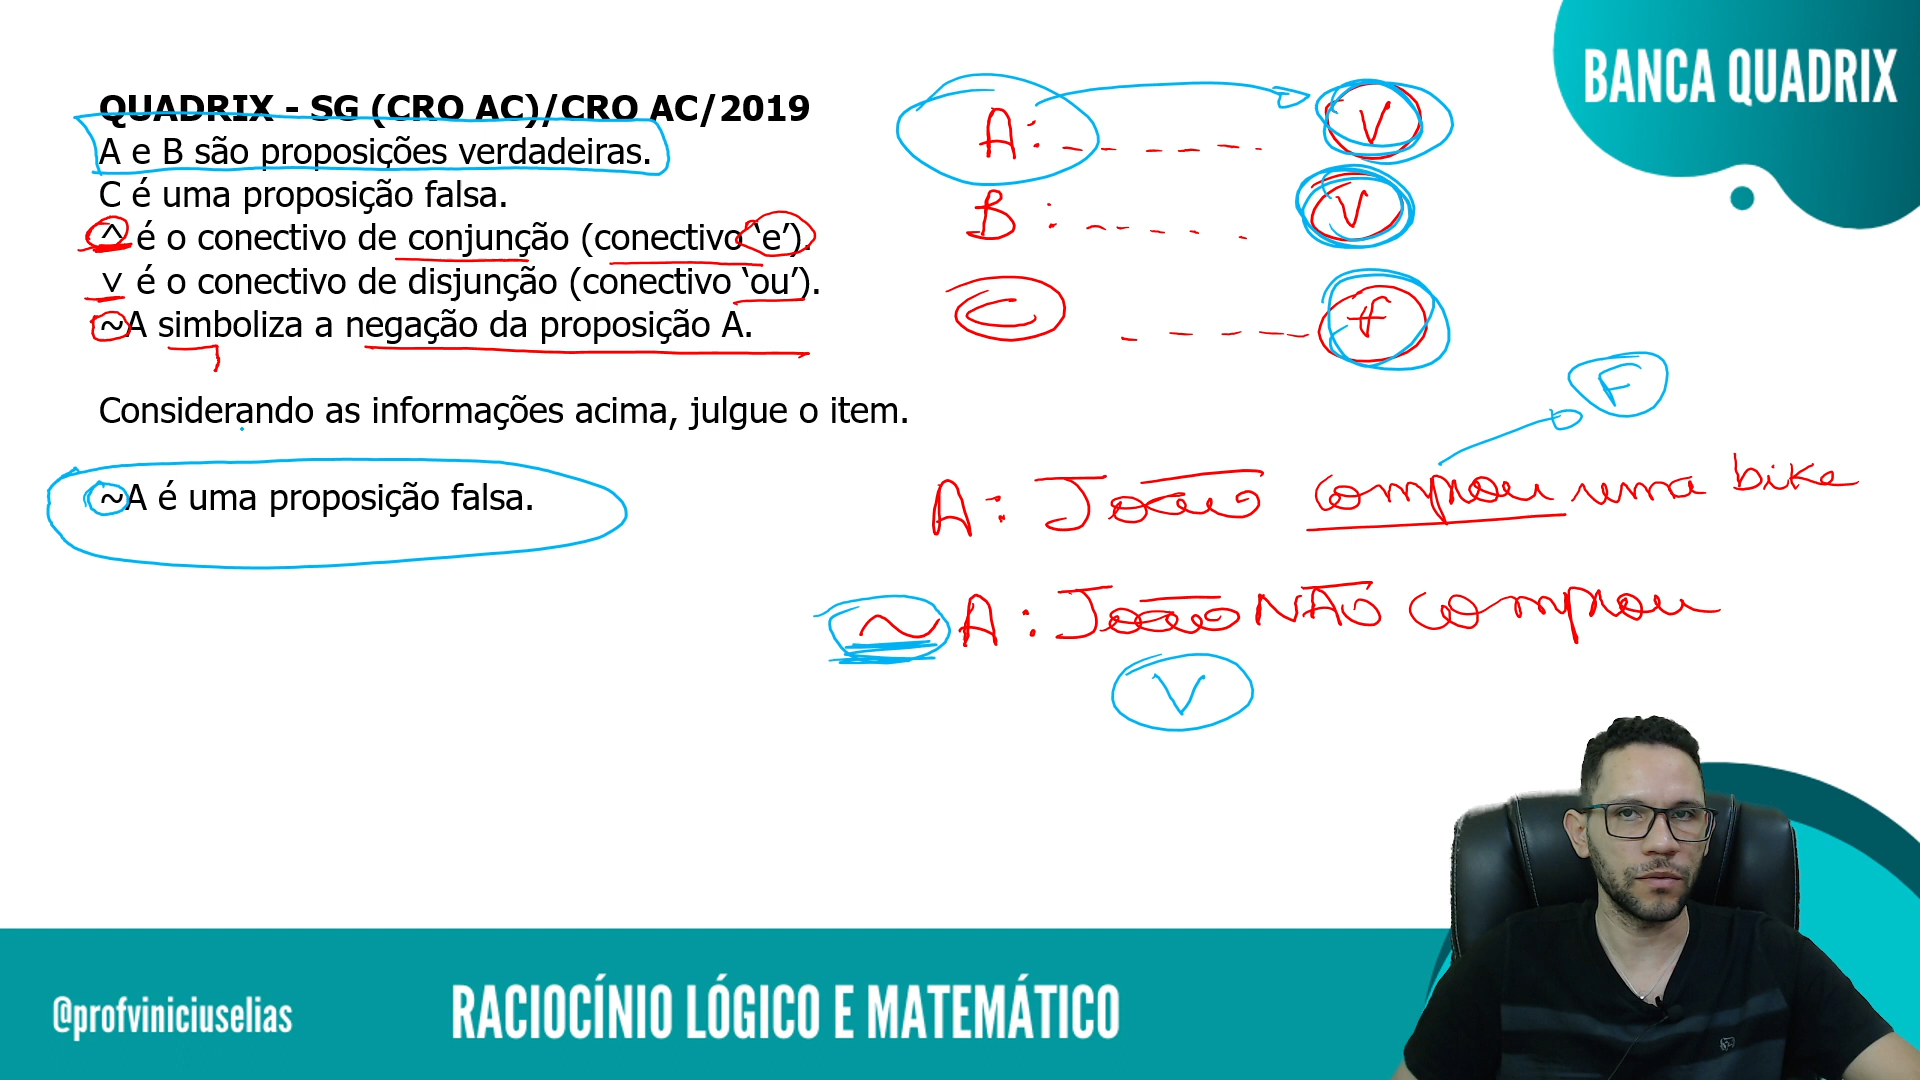 QUADRIX - SG (CRO AC)/CRO AC/2019
A e B são proposições verdadeiras.
C é uma proposição falsa.
^ é o conectivo de conjunção (conectivo ‘e’).
v é o conectivo de disjunção (conectivo ‘ou’).
~A simboliza a negação da proposição A.
Considerando as informações acima, julgue o item.
~A é uma proposição falsa.
A: V
B: V
C f
F
A: João comprou uma bike
~A: João NÃO comprou
V
BANCA QUADRIX
@profviniciuselias
RACIOCÍNIO LÓGICO E MATEMÁTICO